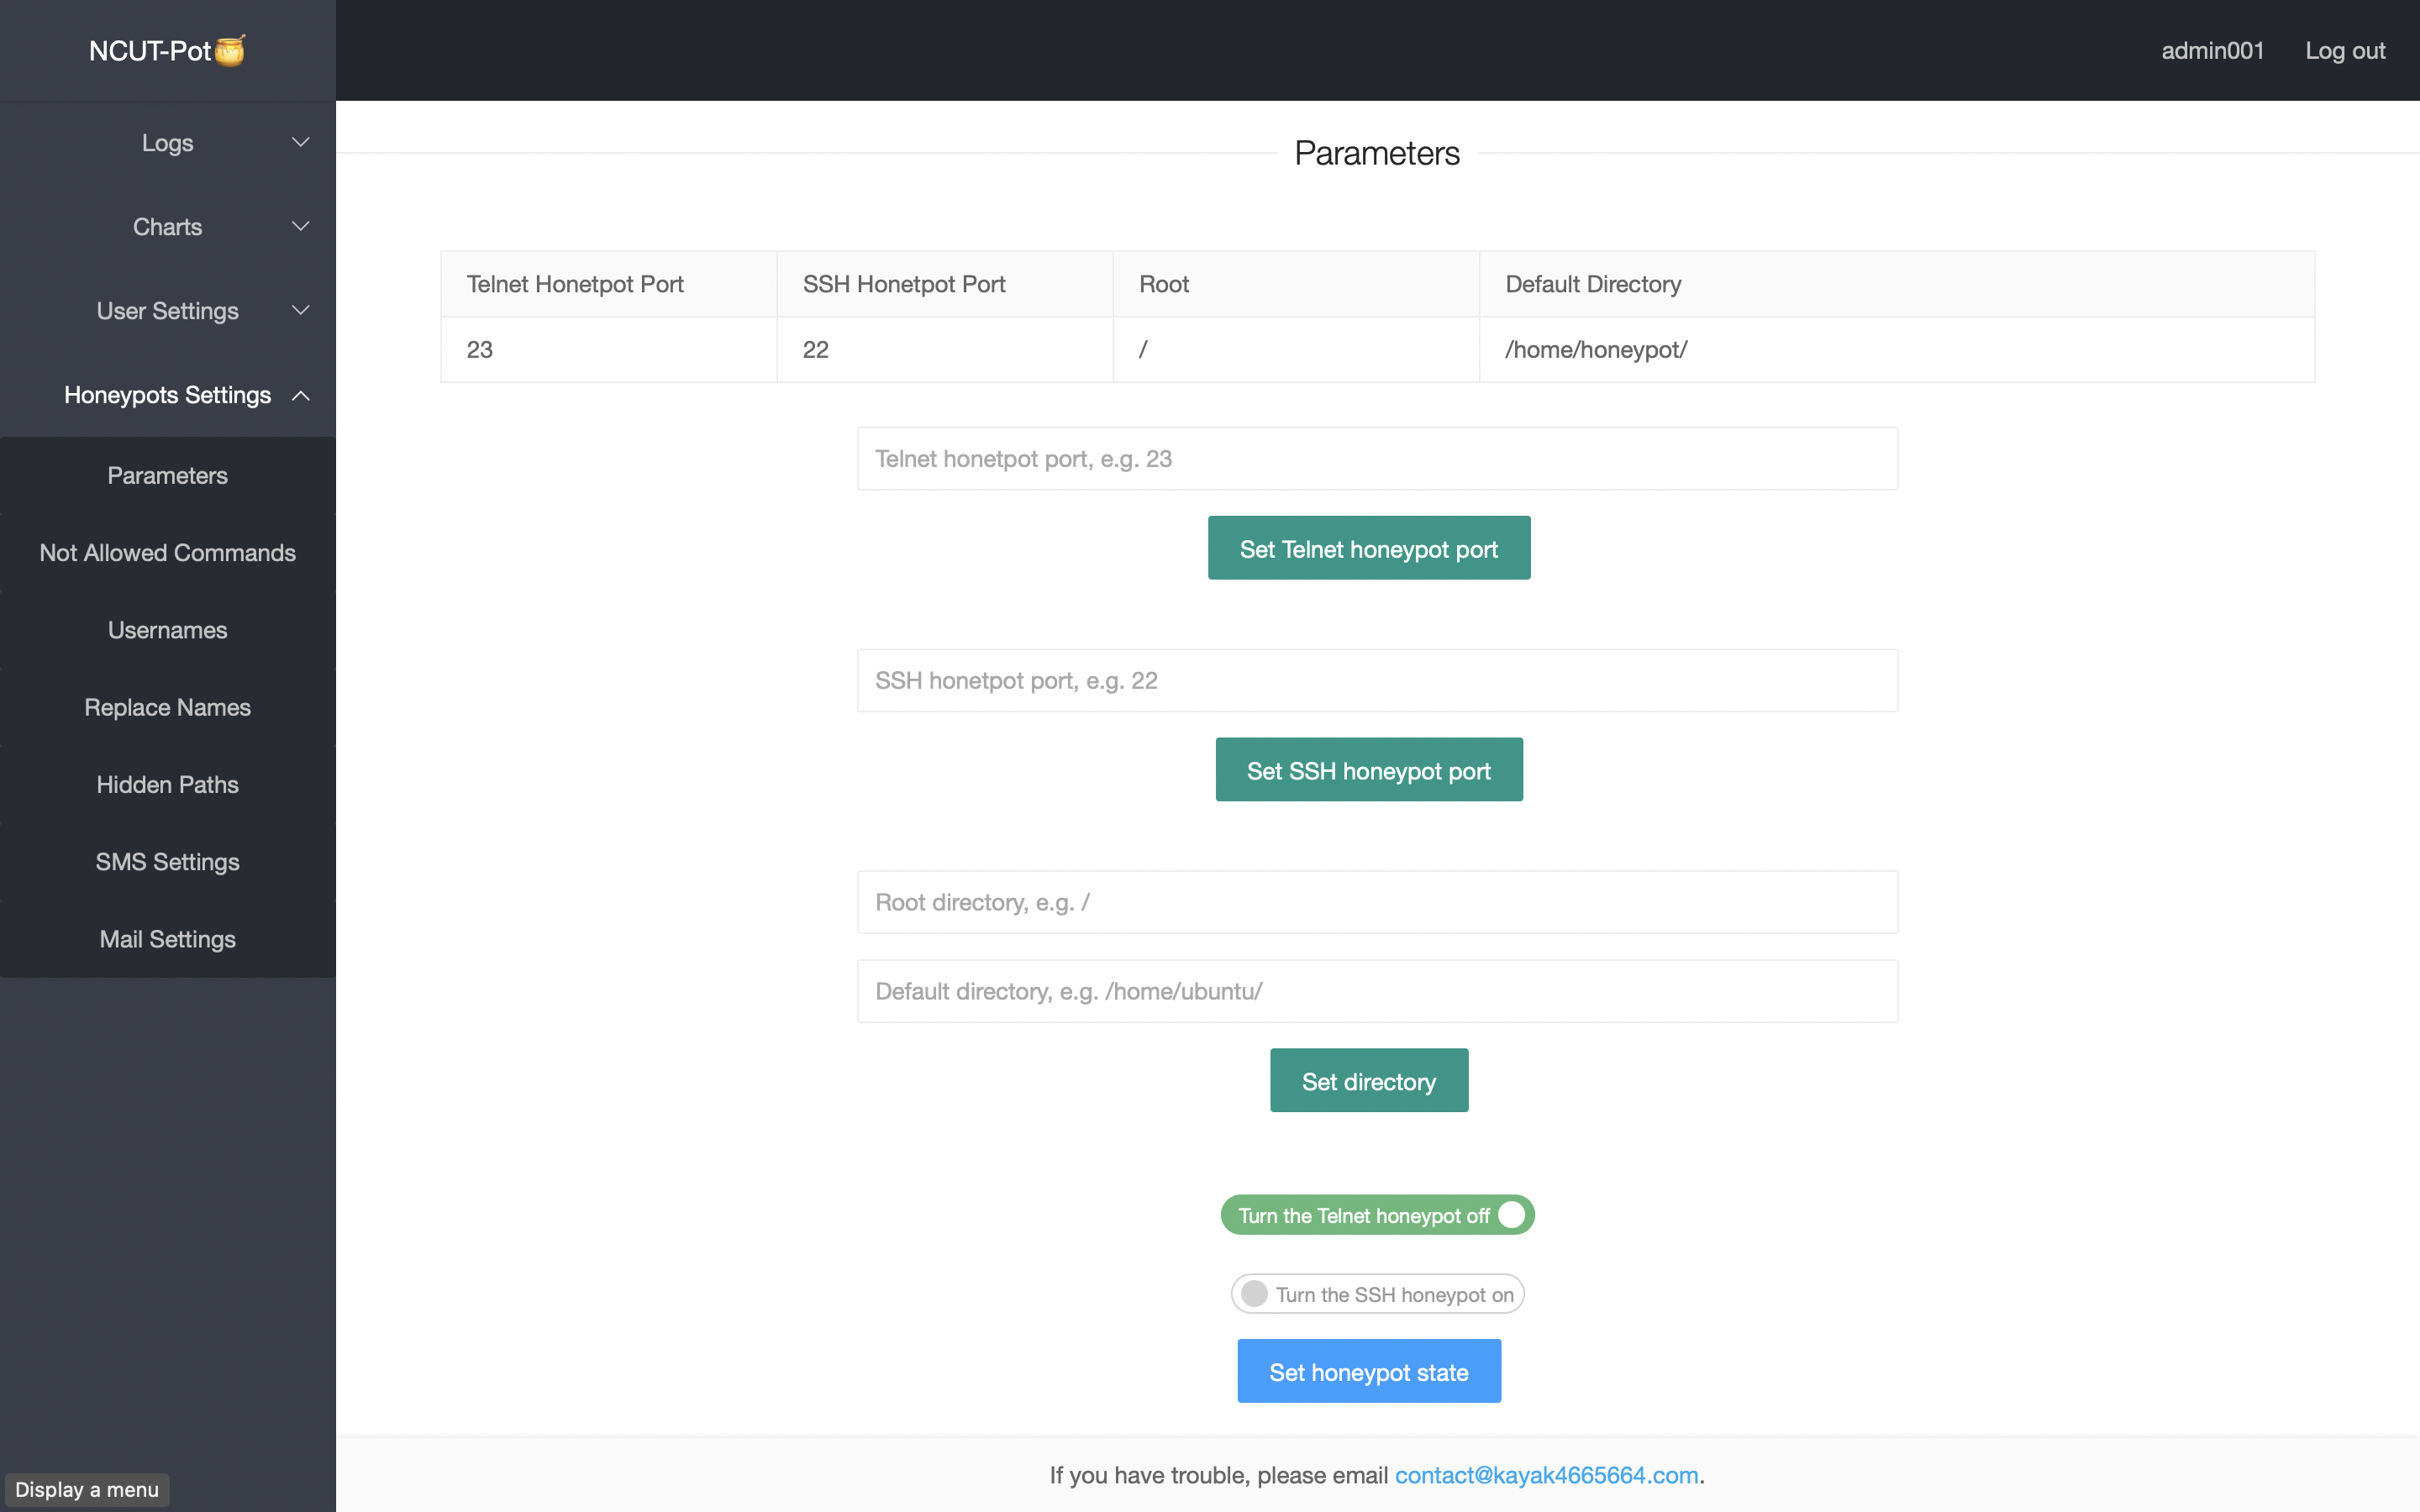 NCUT-Pot🍯
admin001 Log out
Logs
Charts
User Settings
Honeypots Settings
Parameters
Not Allowed Commands
Usernames
Replace Names
Hidden Paths
SMS Settings
Mail Settings
Parameters
Telnet Honetpot Port SSH Honetpot Port Root Default Directory
23 22 / /home/honeypot/
Telnet honetpot port, e.g. 23
Set Telnet honeypot port
SSH honetpot port, e.g. 22
Set SSH honeypot port
Root directory, e.g. /
Default directory, e.g. /home/ubuntu/
Set directory
Turn the Telnet honeypot off
Turn the SSH honeypot on
Set honeypot state
If you have trouble, please email contact@kayak4665664.com.
Display a menu